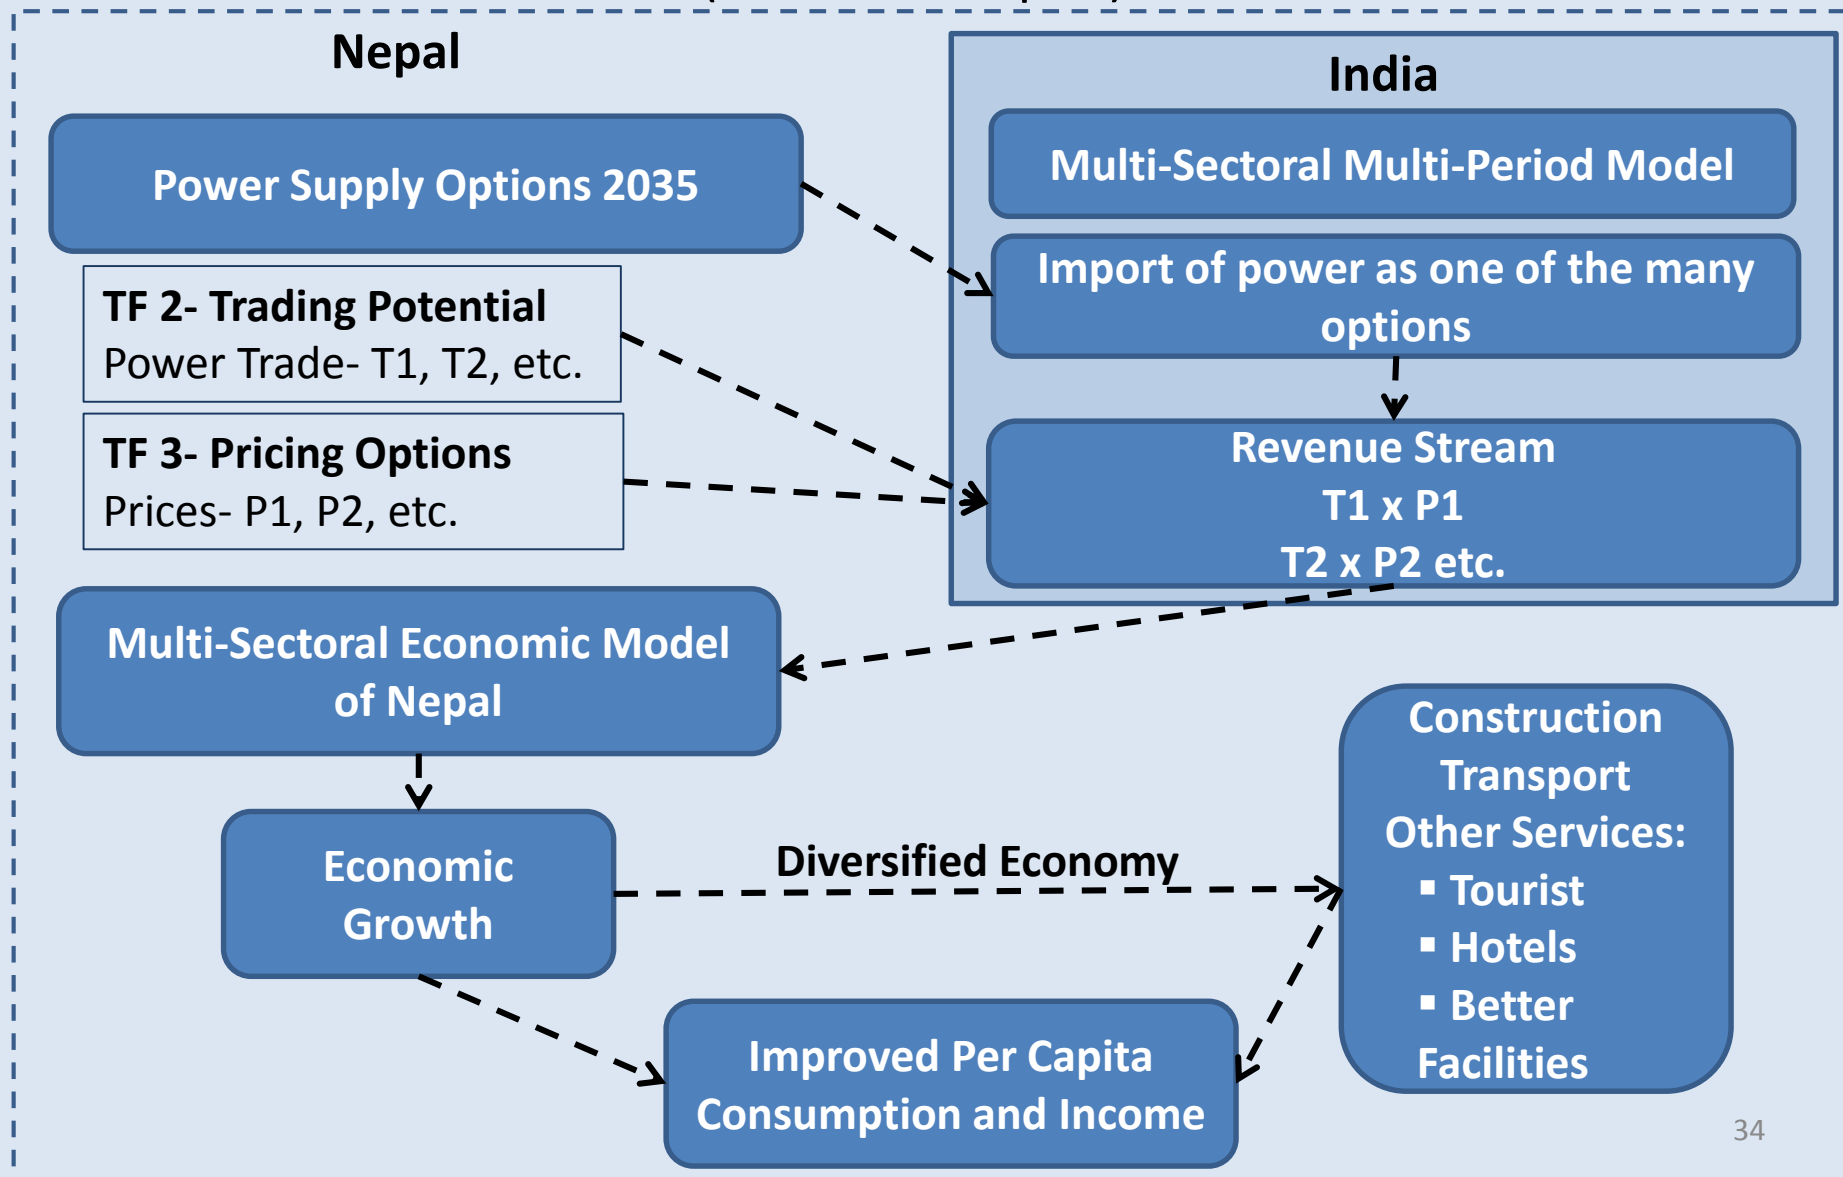 Nepal
Power Supply Options 2035
TF 2- Trading Potential
Power Trade- T1, T2, etc.
TF 3- Pricing Options
Prices- P1, P2, etc.
India
Multi-Sectoral Multi-Period Model
Import of power as one of the many
options
Revenue Stream
T1 x P1
T2 x P2 etc.
Multi-Sectoral Economic Model
of Nepal
Economic
Growth
Diversified Economy
Construction
Transport
Other Services:
▪ Tourist
▪ Hotels
▪ Better
Facilities
Improved Per Capita
Consumption and Income
34